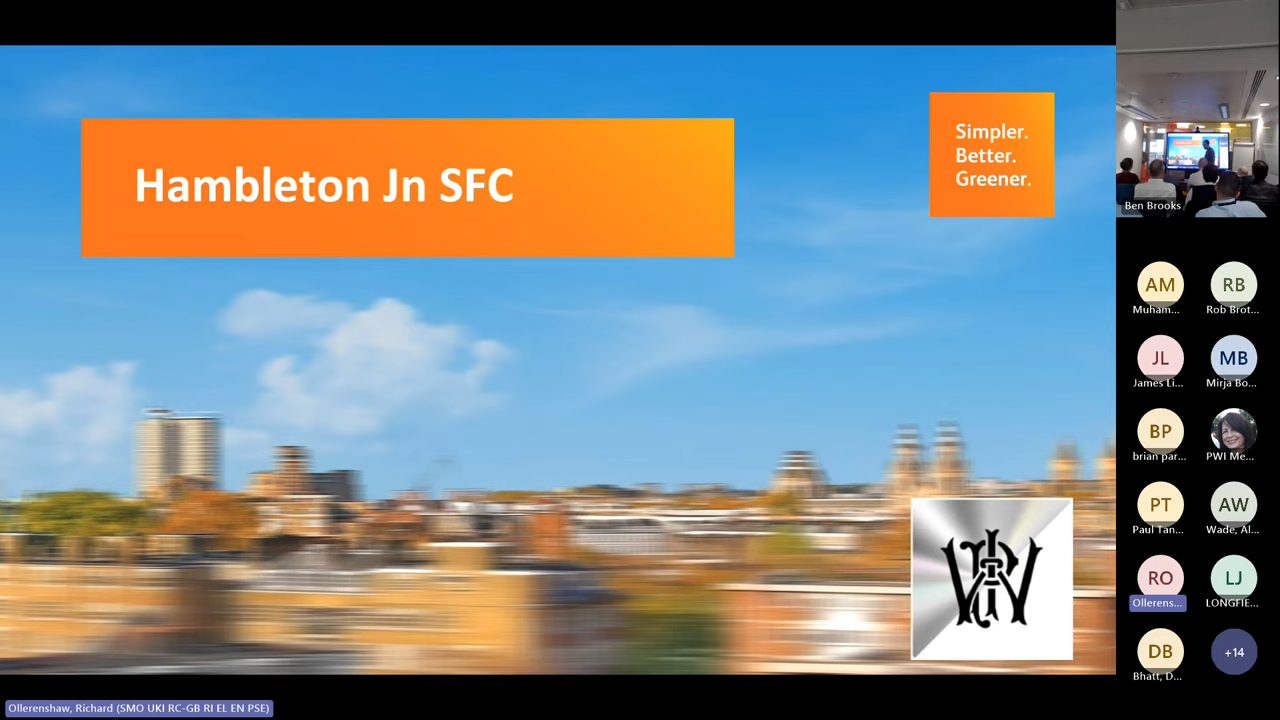 Hambleton Jn SFC
Simpler.
Better.
Greener.
Ben Brooks
AM
Muham...
RB
Rob Brot...
JL
James Li...
MB
Mirja Bo...
BP
brian par...
PWI Me...
PT
Paul Tan...
AW
Wade, Al...
RO
Ollerens...
LJ
LONGFIE...
DB
Bhatt, D...
+14
Ollerenshaw, Richard (SMO UKI RC-GB RI EL EN PSE)